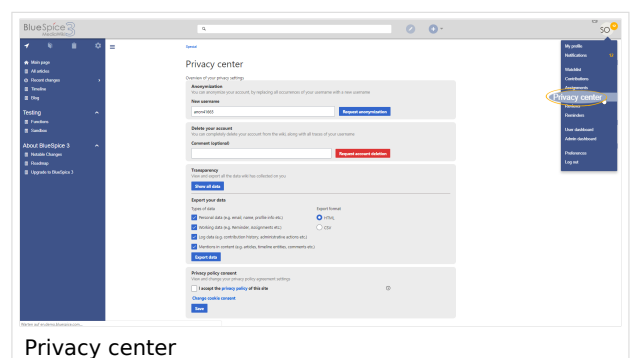 BlueSpice 3
MediaWiki
SO
Main page
All articles
Recent changes
Timeline
Blog
Testing
Functions
Sandbox
About BlueSpice 3
Notable Changes
Roadmap
Upgrade to BlueSpice 3
Special
Privacy center
Overview of your privacy settings
Anonymization
You can anonymize your account, by replacing all occurences of your username with a new username
New username
anon41655
Request anonymization
Delete your account
You can completely delete your account from the wiki, along with all traces of your username
Comment (optional)
Request account deletion
Transparency
View and export all the data wiki has collected on you
Show all data
Export your data
Types of data Export format
Personal data (e.g. email, name, profile info etc.) HTML
Working data (e.g. Reminder, assignments etc.) CSV
Log data (e.g. contribution history, administrative actions etc.)
Mentions in content (e.g. articles, timeline entities, comments etc.)
Export data
Privacy policy consent
View and change your privacy policy agreement settings
I accept the privacy policy of this site
Change cookie consent
Save
My profile
Notifications
Watchlist
Contributions
Assignments
Privacy center
Reviews
Reminders
User dashboard
Admin dashboard
Preferences
Log out
Privacy center